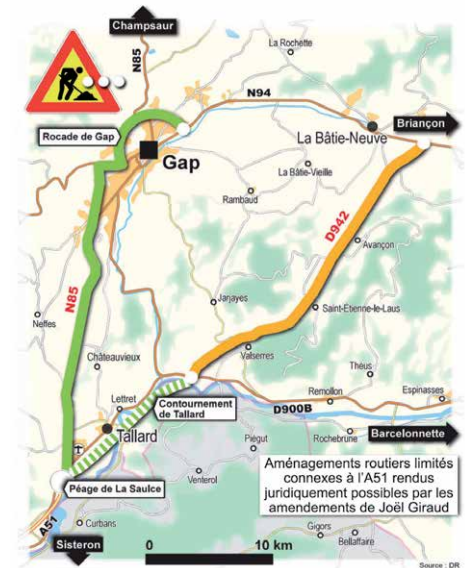 Champsaur
N85
La Rochette
N94
Briançon
Rocade de Gap
La Bâtie-Neuve
Gap
La Bâtie-Vieille
Rambaud
D942
Avançon
N85
Jarjayes
Neffes
Saint-Etienne-le-Laus
Châteauvieux
Valserres
Théus
Lettret
Contournement
de Tallard
Remollon
Espinasses
D900B
Tallard
Piégut
Rochebrune
Barcelonnette
Péage de La Saulce
Venterol
Aménagements routiers limités
connexes à l'A51 rendus
juridiquement possibles par les
amendements de Joël Giraud
A51
Curbans
Gigors
Bellaffaire
Sisteron
0 10 km
Source : DR